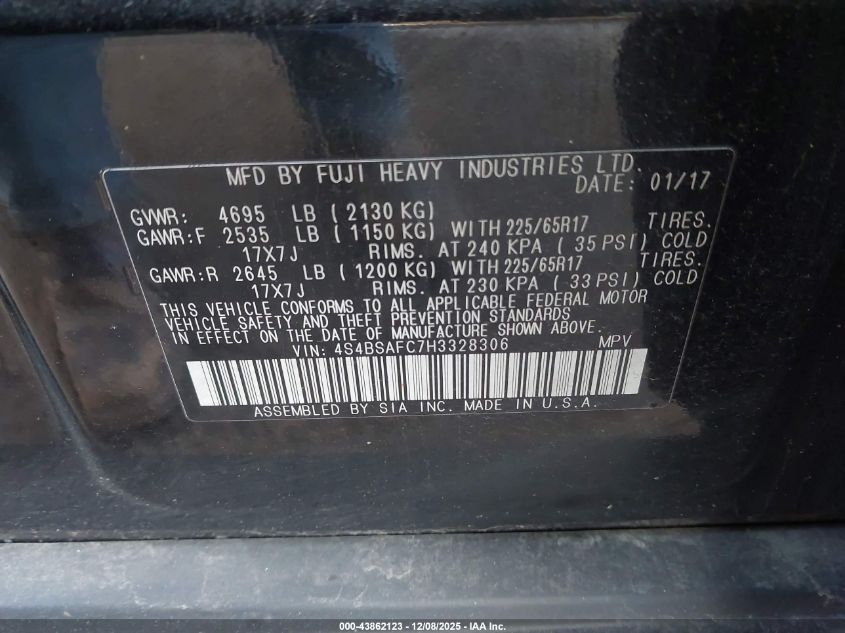 MFD BY FUJI HEAVY INDUSTRIES LTD.
DATE: 01/17
GVWR: 4695 LB ( 2130 KG)
GAWR:F 2535 LB ( 1150 KG) WITH 225/65R17 TIRES.
17X7J RIMS. AT 240 KPA ( 35 PSI) COLD
GAWR:R 2645 LB ( 1200 KG) WITH 225/65R17 TIRES.
17X7J RIMS. AT 230 KPA ( 33 PSI) COLD
THIS VEHICLE CONFORMS TO ALL APPLICABLE FEDERAL MOTOR
VEHICLE SAFETY AND THEFT PREVENTION STANDARDS
IN EFFECT ON THE DATE OF MANUFACTURE SHOWN ABOVE.
VIN: 4S4BSAFC7H3328306 MPV
ASSEMBLED BY SIA INC. MADE IN U.S.A.
000-43862123 - 12/08/2025 - IAA Inc.